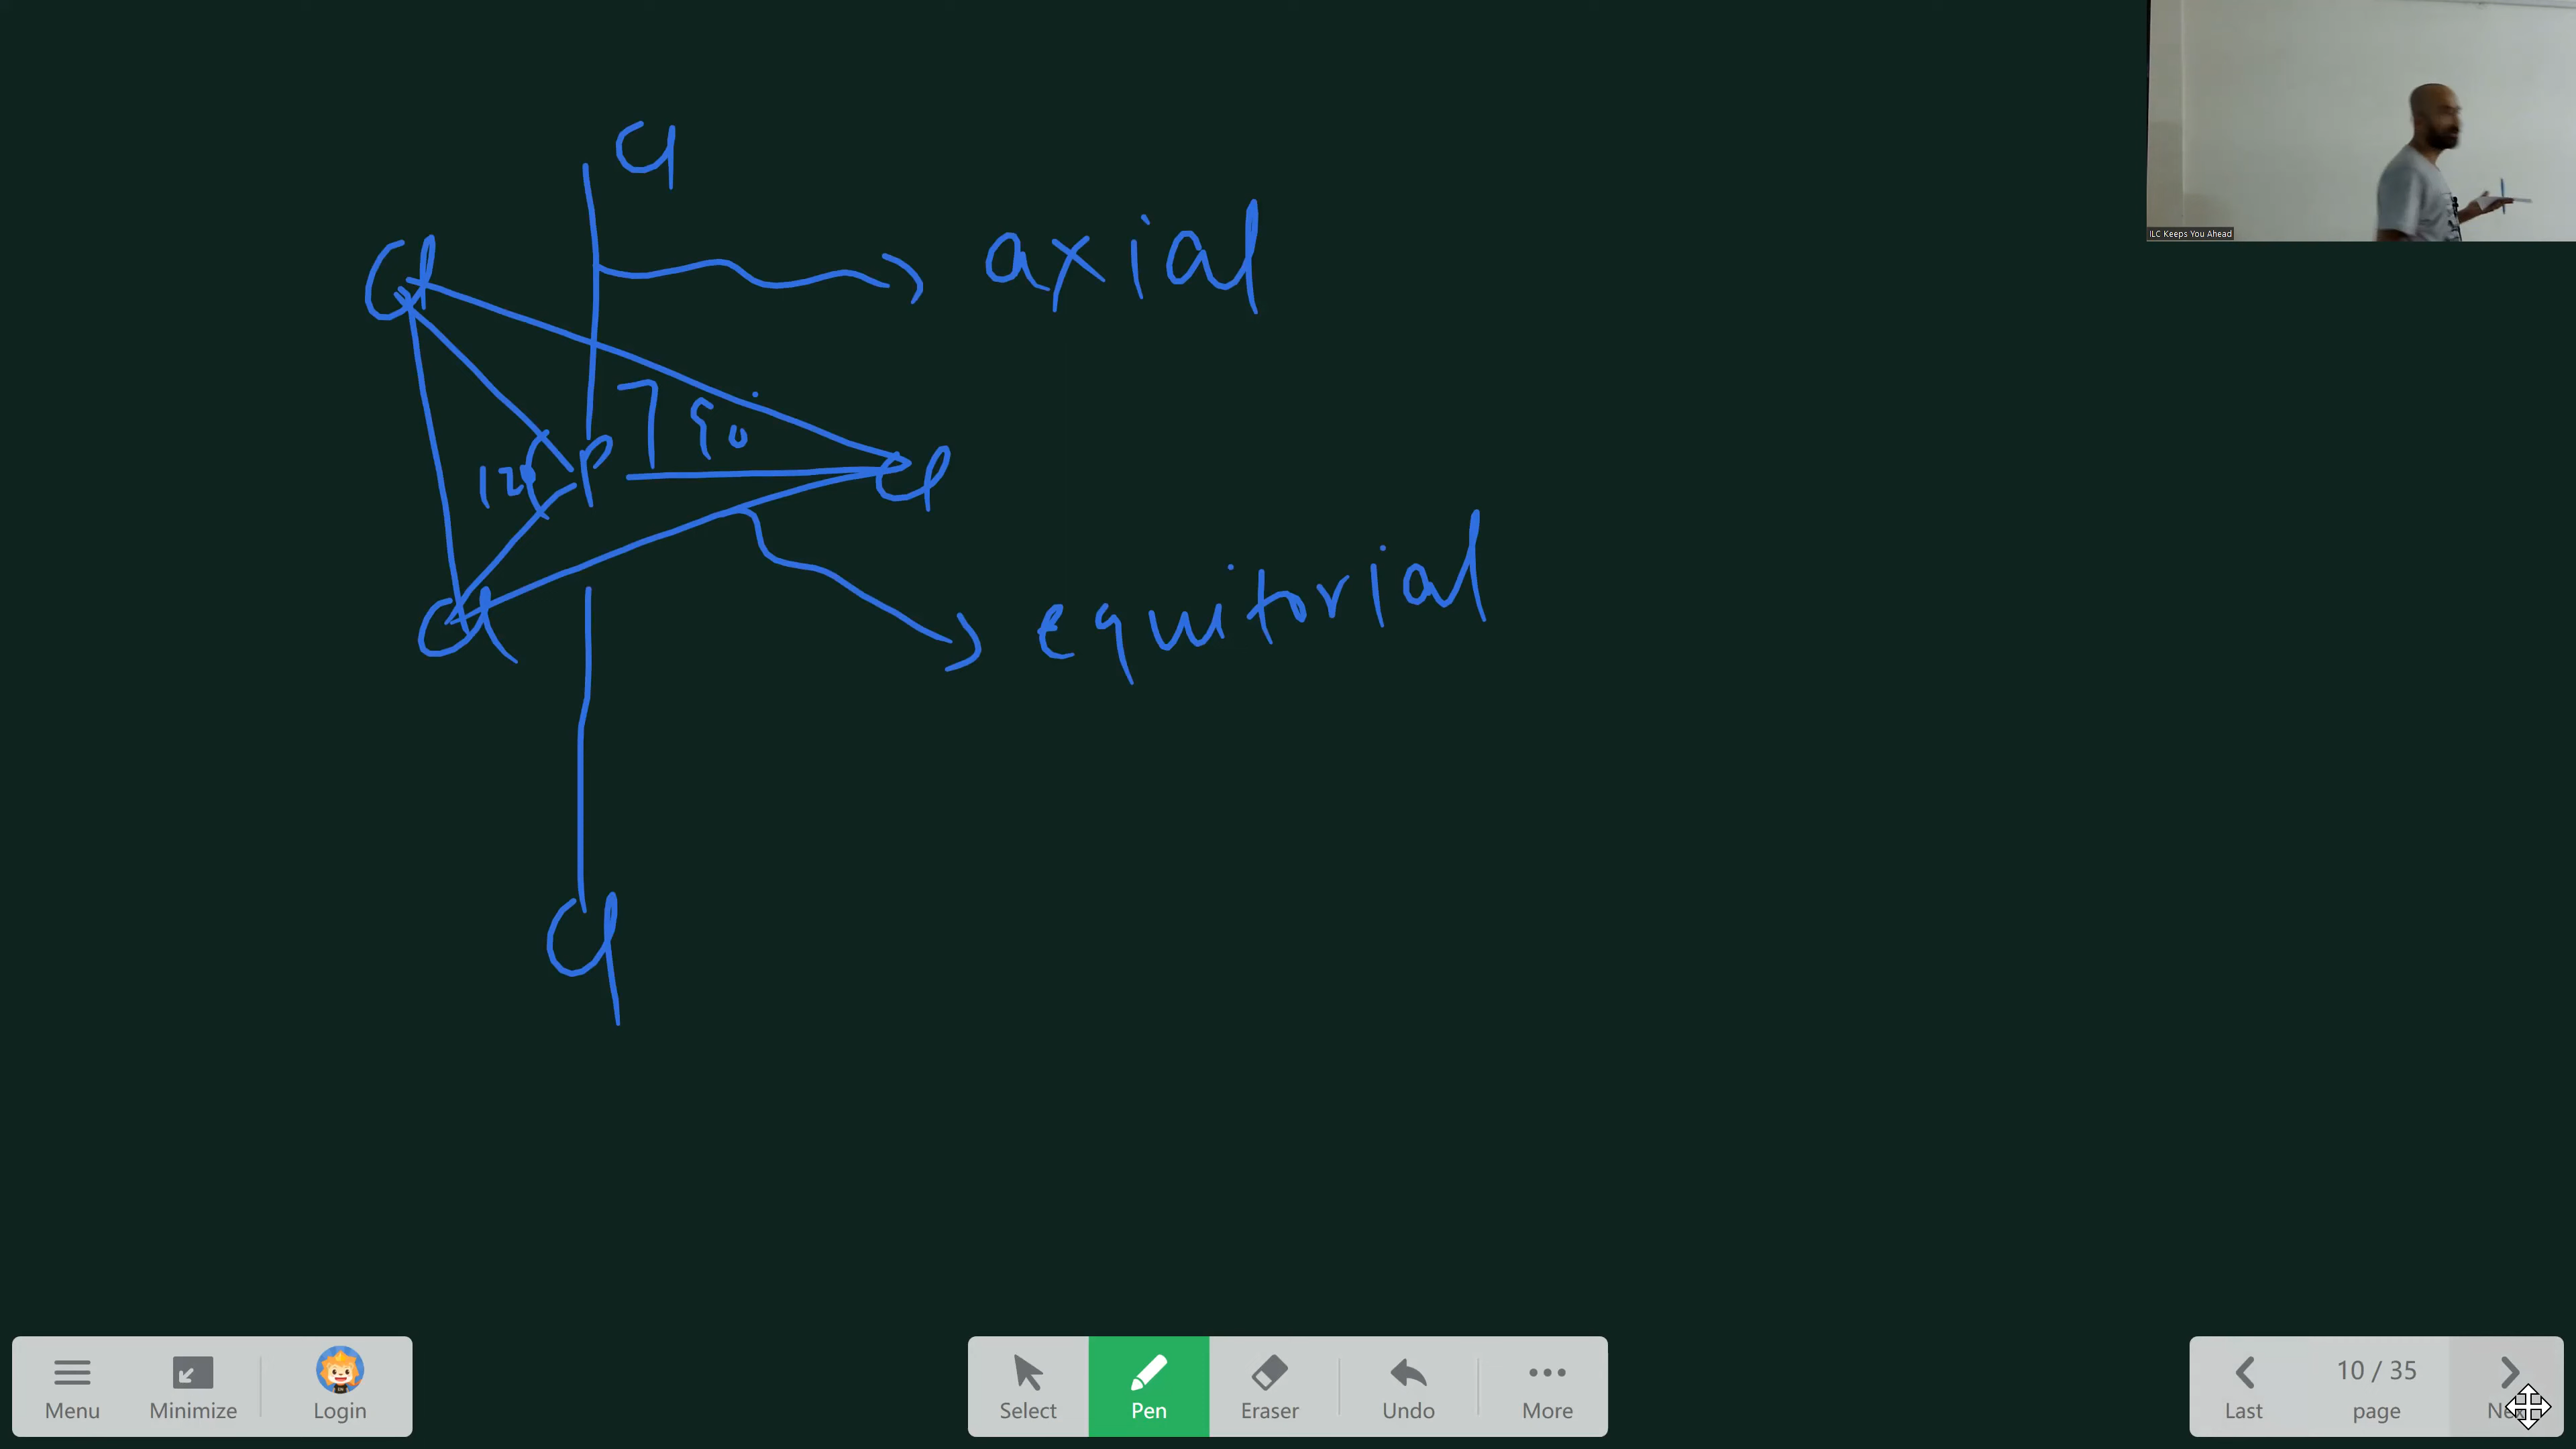 Cl
Cl
axial
90°
P
120
Cl
Cl
equitorial
Cl
ILC Keeps You Ahead
Menu
Minimize
Login
Select
Pen
Eraser
Undo
More
Last
10 / 35
page